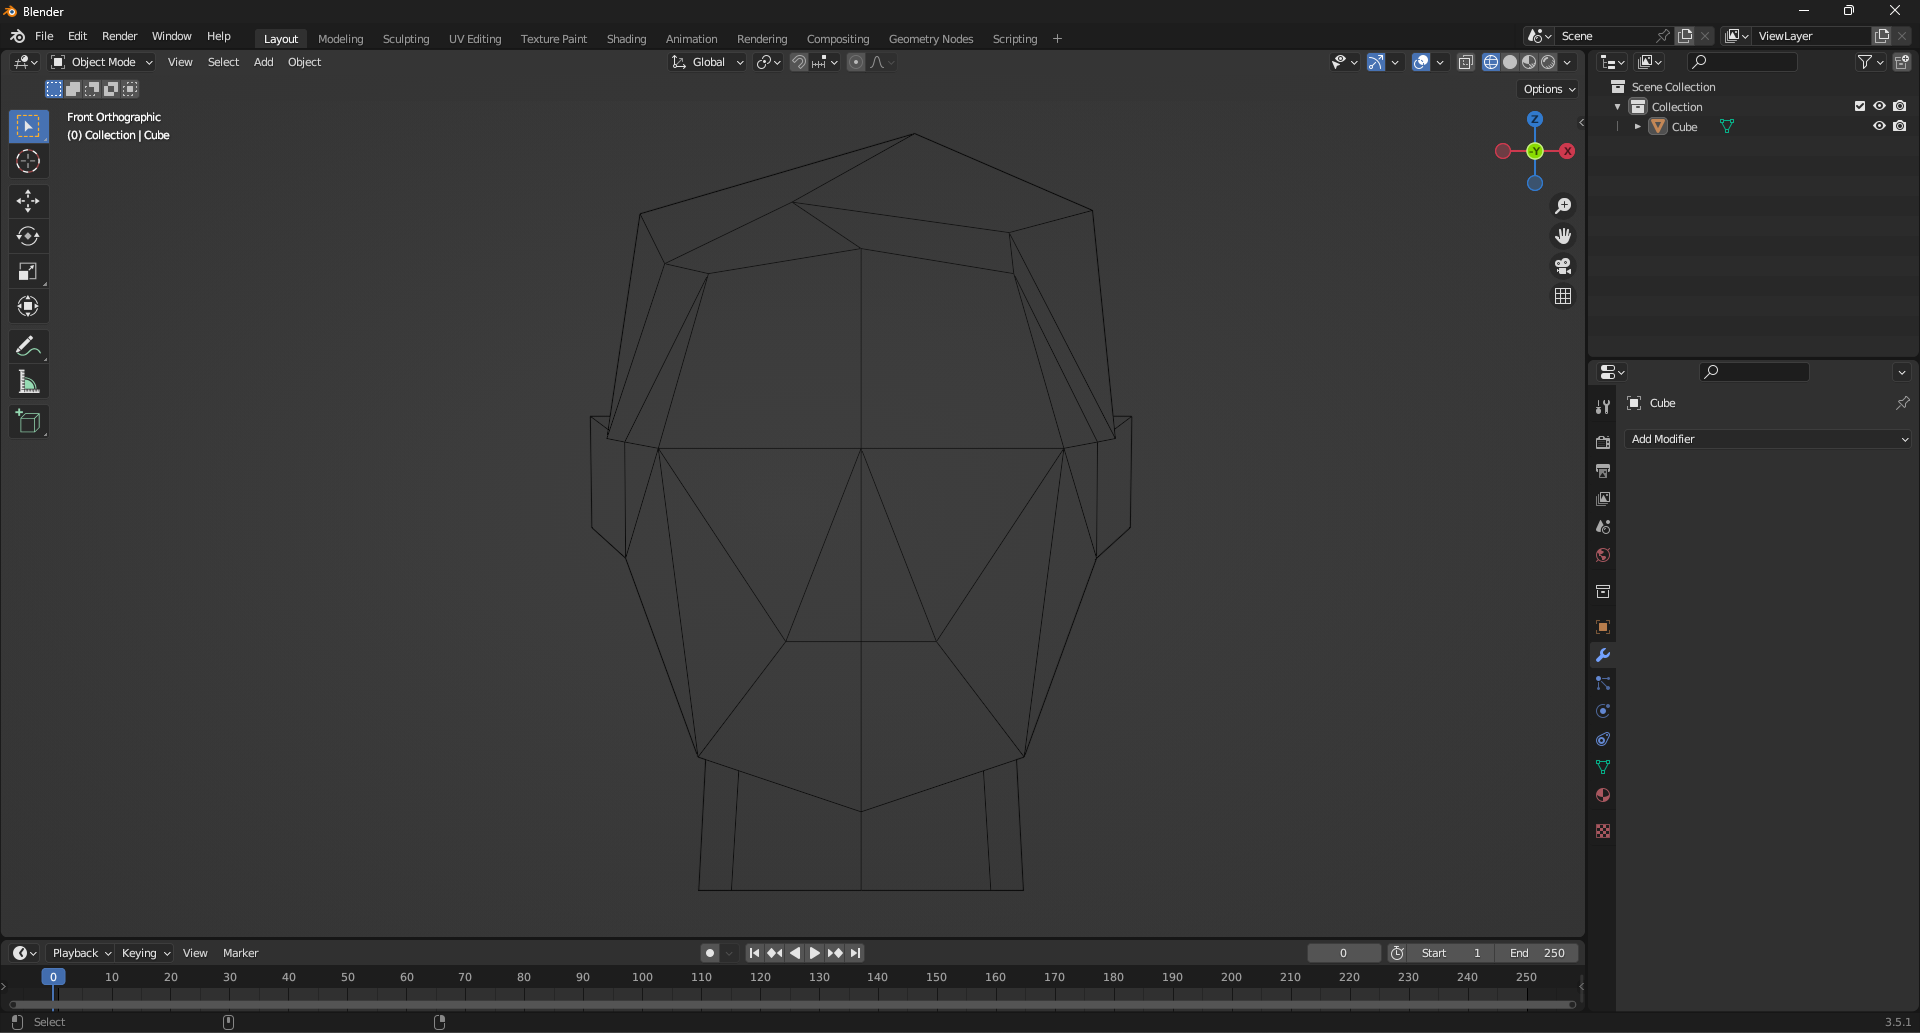 Blender
File Edit Render Window Help
Layout Modeling Sculpting UV Editing Texture Paint Shading Animation Rendering Compositing Geometry Nodes Scripting +
Scene
ViewLayer
Object Mode View Select Add Object
Global
Options
Front Orthographic
(0) Collection | Cube
Z
-Y
X
Scene Collection
Collection
Cube
Cube
Add Modifier
Playback Keying View Marker
0
Start 1
End 250
0 10 20 30 40 50 60 70 80 90 100 110 120 130 140 150 160 170 180 190 200 210 220 230 240 250
Select
3.5.1